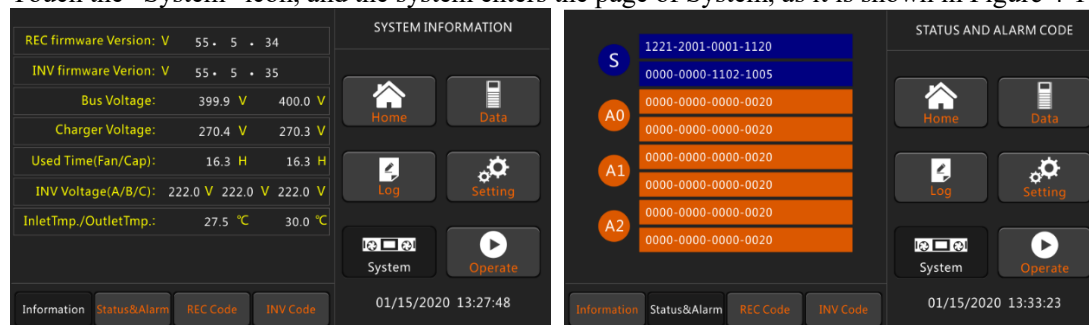 Touch the "System" icon, and the system enters the page of System, as it is shown in Figure 4-1
SYSTEM INFORMATION
REC firmware Version: V 55. 5 . 34
INV firmware Verion: V 55. 5 . 35
Bus Voltage: 399.9 V 400.0 V
Charger Voltage: 270.4 V 270.3 V
Used Time(Fan/Cap): 16.3 H 16.3 H
INV Voltage(A/B/C): 222.0 V 222.0 V 222.0 V
InletTmp./OutletTmp.: 27.5 ℃ 30.0 ℃
Home Data
Log Setting
System Operate
Information Status&Alarm REC Code INV Code
01/15/2020 13:27:48
STATUS AND ALARM CODE
S
1221-2001-0001-1120
0000-0000-1102-1005
A0
0000-0000-0000-0020
0000-0000-0000-0020
A1
0000-0000-0000-0020
0000-0000-0000-0020
A2
0000-0000-0000-0020
0000-0000-0000-0020
Home Data
Log Setting
System Operate
Information Status&Alarm REC Code INV Code
01/15/2020 13:33:23